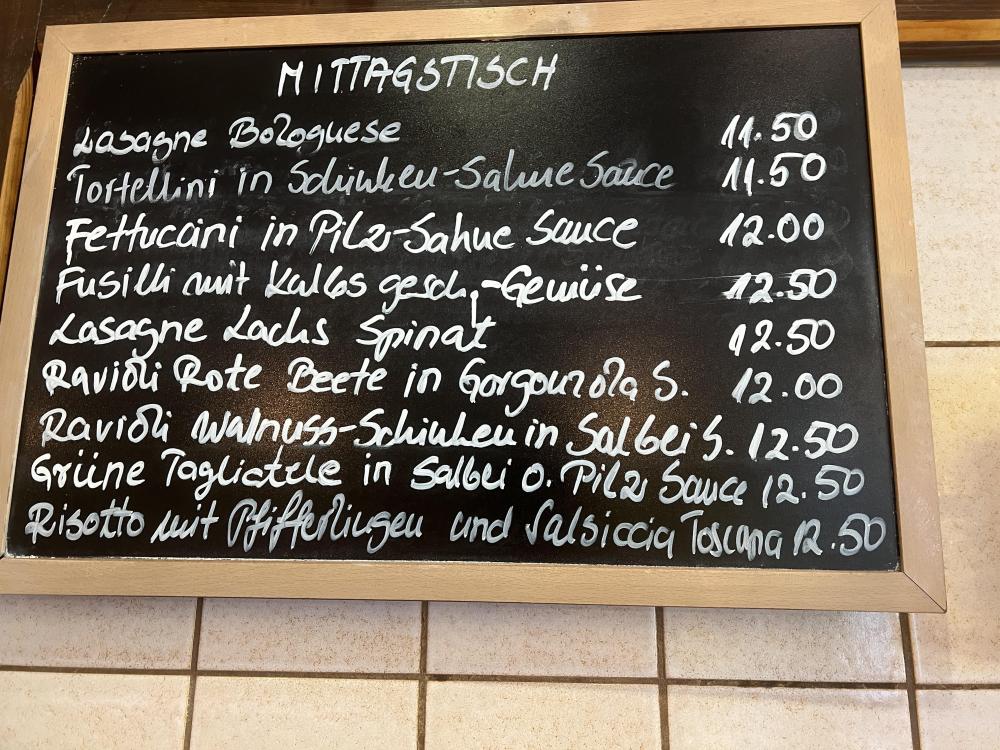 MITTAGSTISCH
Lasagne Bolognese 11.50
Tortellini in Schinken-Sahne Sauce 11.50
Fettuccini in Pilz-Sahne Sauce 12.00
Fusilli mit Kalbs gesch.-Gemüse 12.50
Lasagne Lachs Spinat 12.50
Ravioli Rote Beete in Gorgonzola S. 12.00
Ravioli Walnuss-Schinken in Salbei S. 12.50
Grüne Tagliatele in Salbei o. Pilz Sauce 12.50
Risotto mit Pfifferlingen und Salsiccia Toscana 12.50